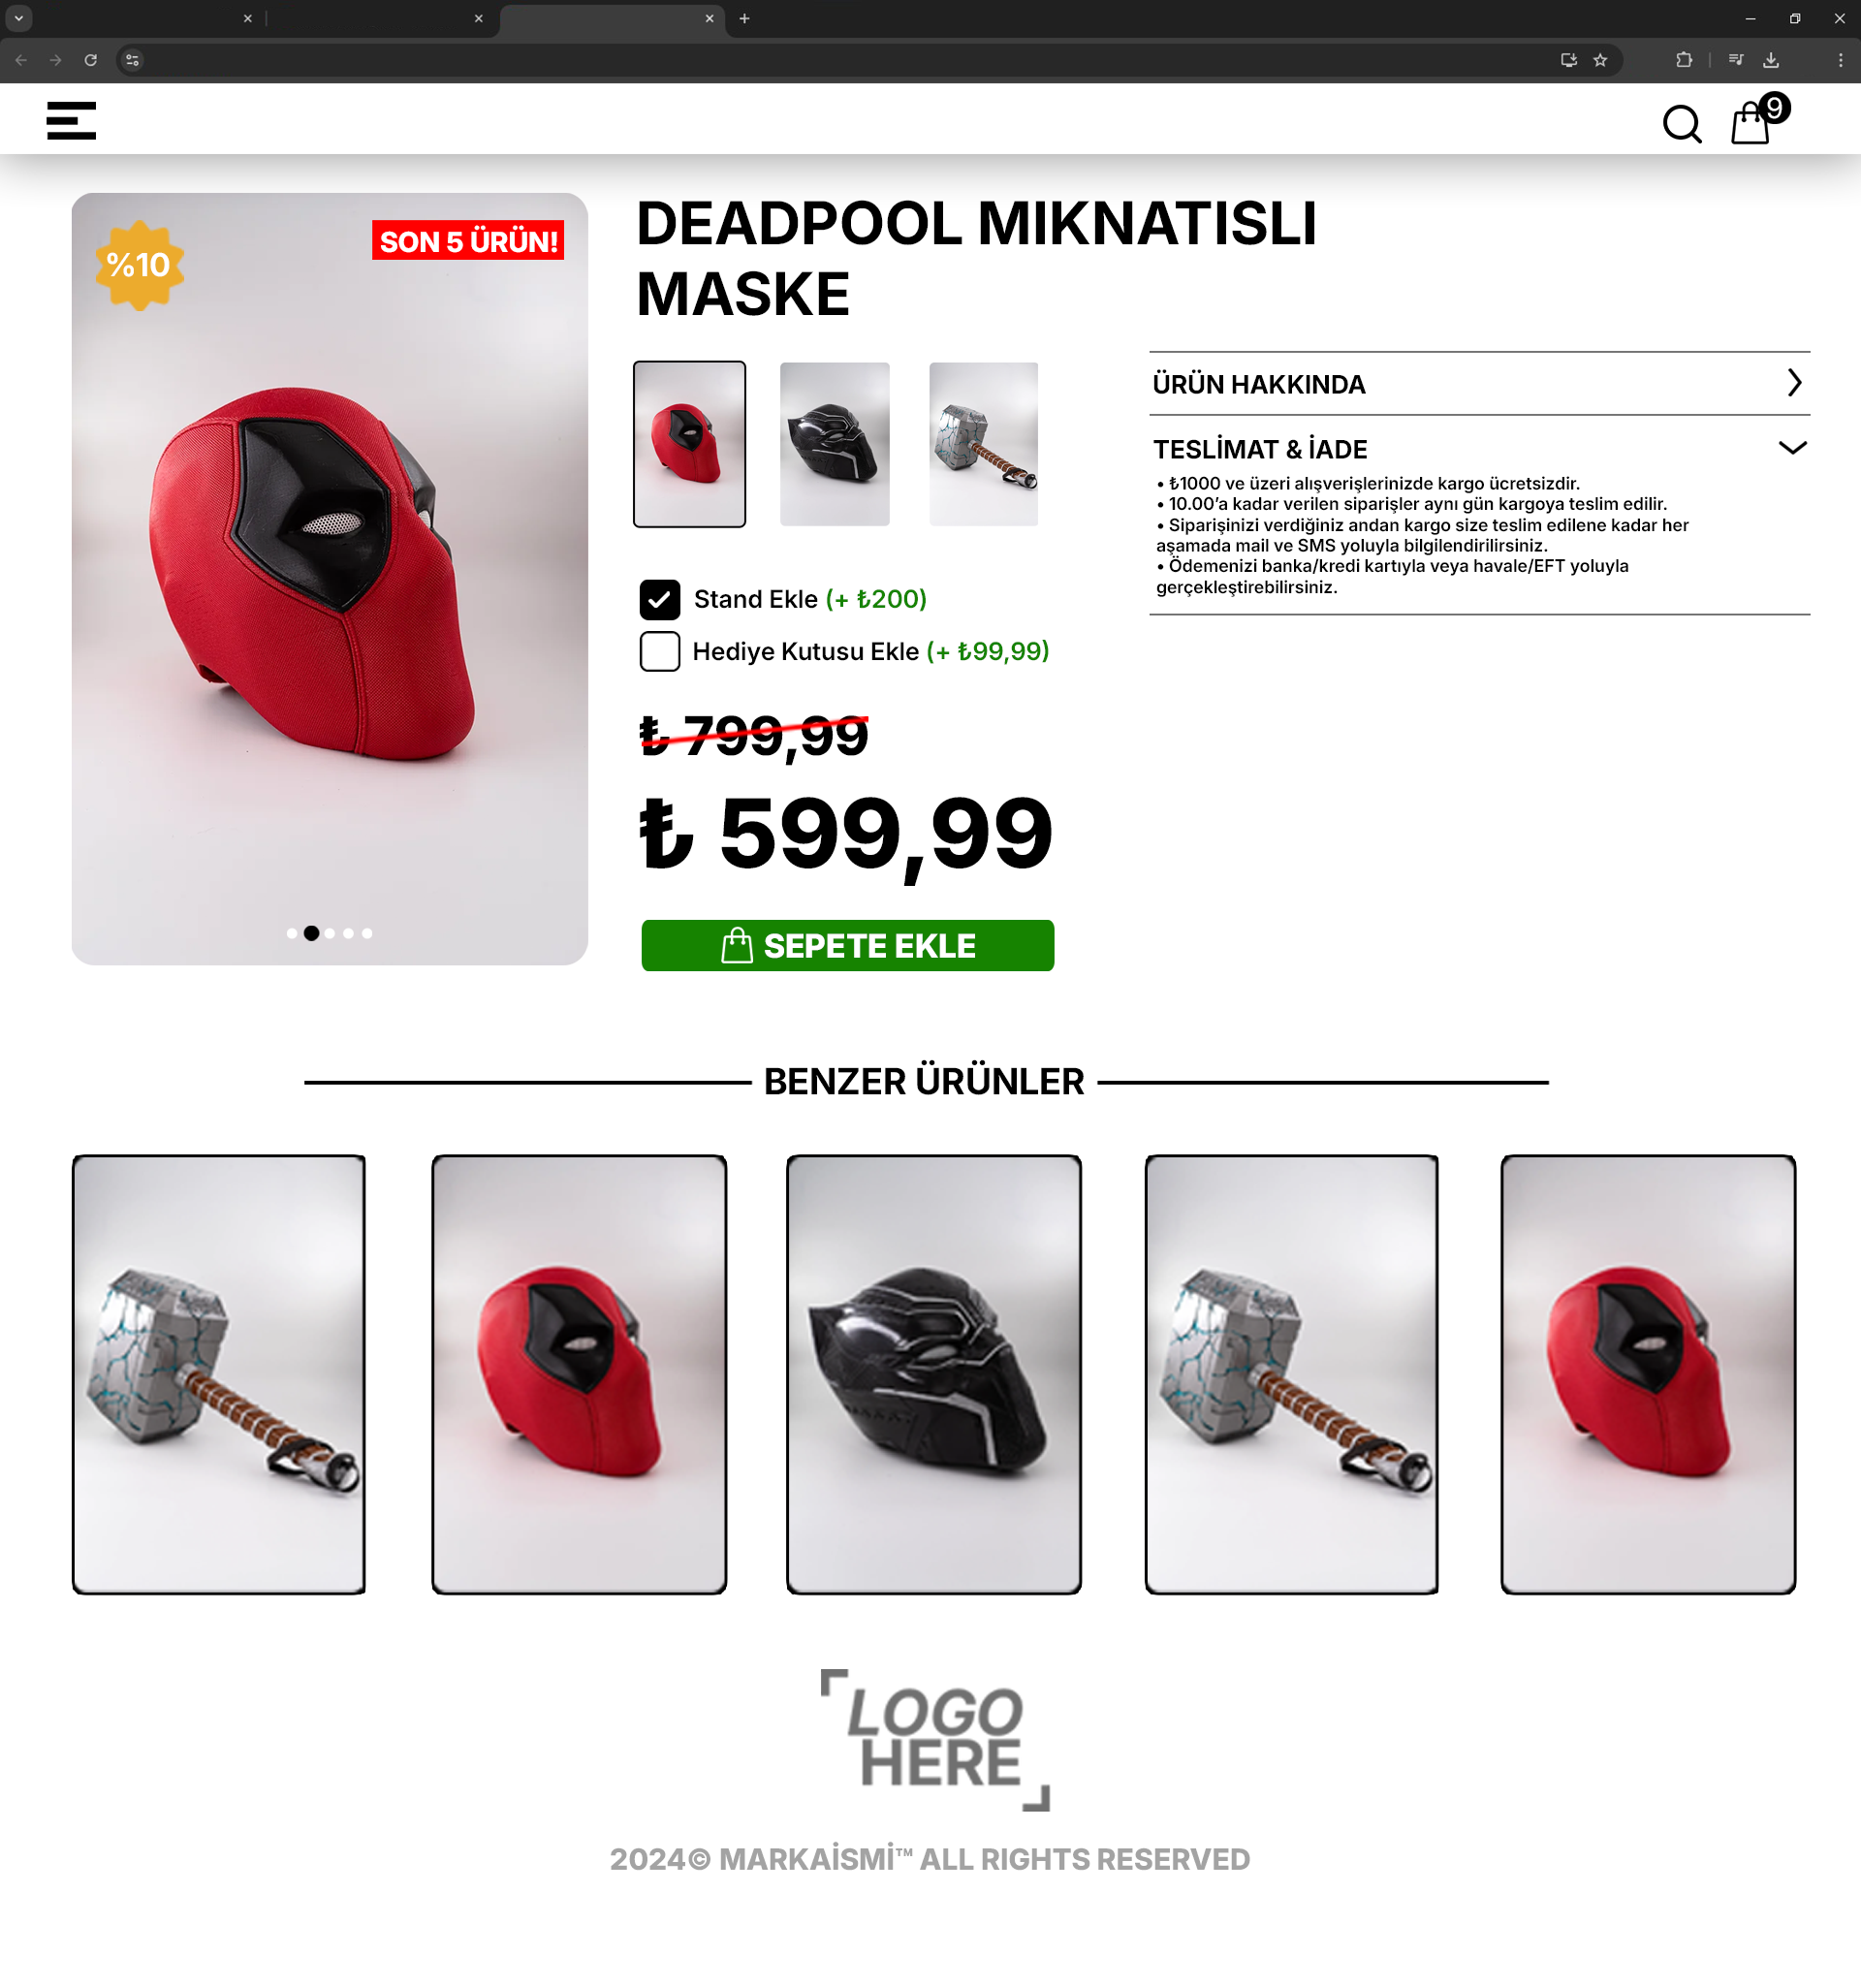 9
%10
SON 5 ÜRÜN!
DEADPOOL MIKNATISLI
MASKE
Stand Ekle (+ ₺200)
Hediye Kutusu Ekle (+ ₺99,99)
₺ 799,99
₺ 599,99
SEPETE EKLE
ÜRÜN HAKKINDA
TESLİMAT & İADE
• ₺1000 ve üzeri alışverişlerinizde kargo ücretsizdir.
• 10.00’a kadar verilen siparişler aynı gün kargoya teslim edilir.
• Siparişinizi verdiğiniz andan kargo size teslim edilene kadar her
aşamada mail ve SMS yoluyla bilgilendirilirsiniz.
• Ödemenizi banka/kredi kartıyla veya havale/EFT yoluyla
gerçekleştirebilirsiniz.
BENZER ÜRÜNLER
LOGO
HERE
2024© MARKAİSMİ™ ALL RIGHTS RESERVED